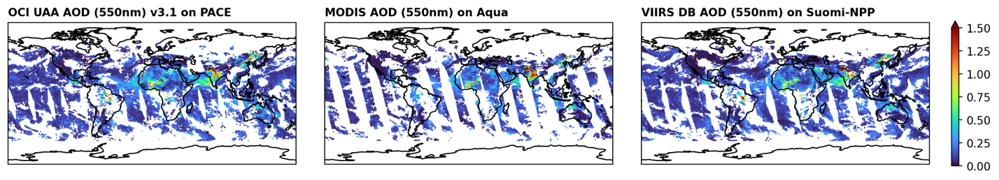 OCI UAA AOD (550nm) v3.1 on PACE
MODIS AOD (550nm) on Aqua
VIIRS DB AOD (550nm) on Suomi-NPP
1.50
1.25
1.00
0.75
0.50
0.25
0.00